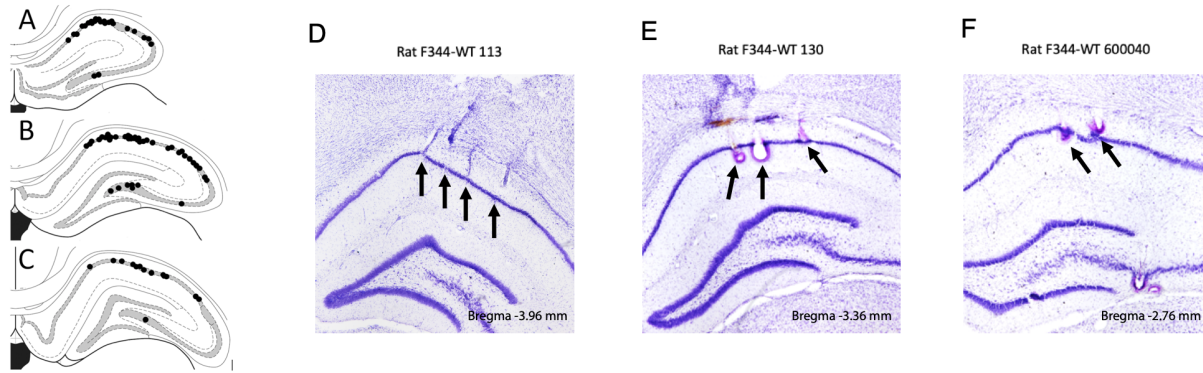 A
B
C
D
Rat F344-WT 113
Bregma -3.96 mm
E
Rat F344-WT 130
Bregma -3.36 mm
F
Rat F344-WT 600040
Bregma -2.76 mm